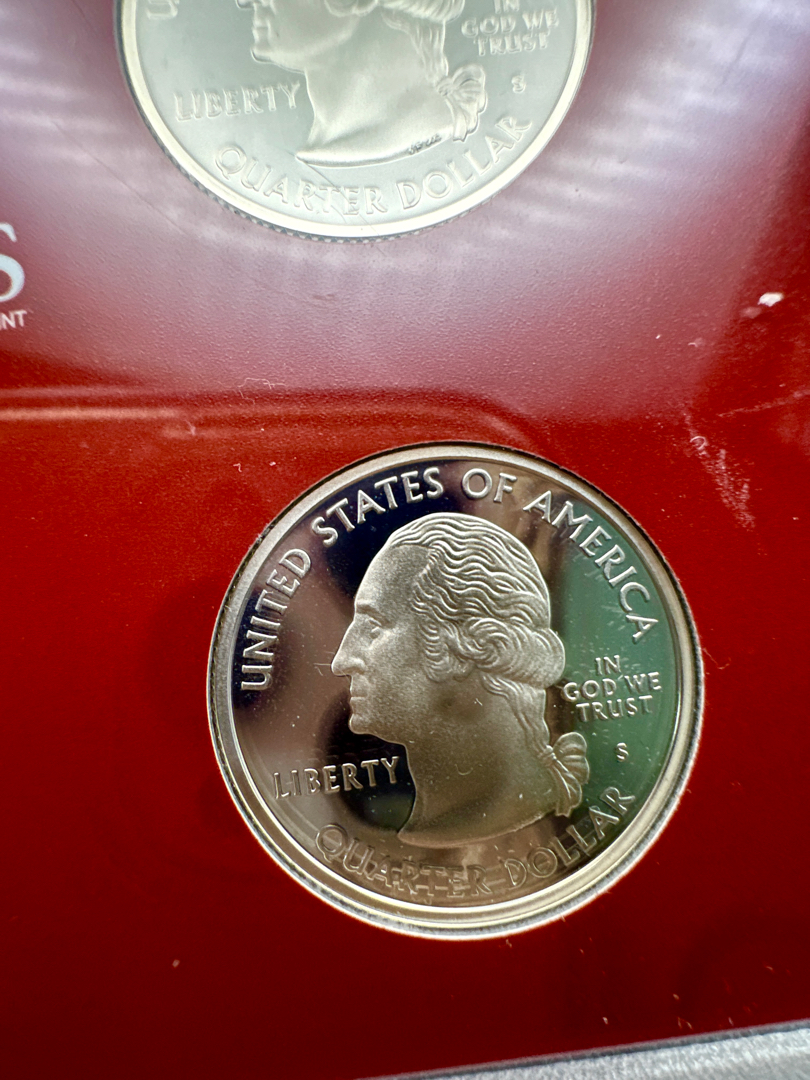 IN
GOD WE
TRUST
LIBERTY
S
QUARTER DOLLAR
UNITED STATES OF AMERICA
IN
GOD WE
TRUST
S
LIBERTY
QUARTER DOLLAR